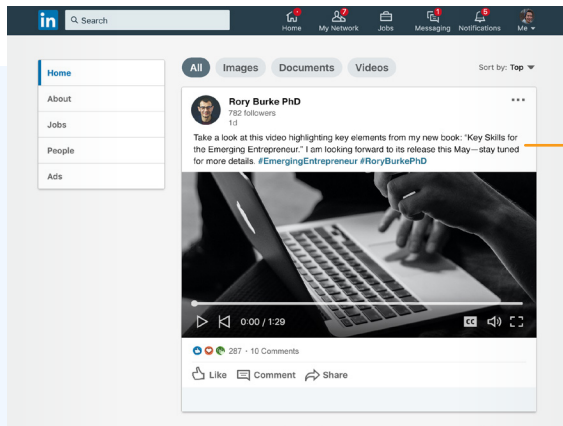 in
Search
2
1
5
Home
My Network
Jobs
Messaging
Notifications
Me
Home
About
Jobs
People
Ads
All
Images
Documents
Videos
Sort by: Top
Rory Burke PhD
782 followers
1d
Take a look at this video highlighting key elements from my new book: “Key Skills for
the Emerging Entrepreneur.” I am looking forward to its release this May—stay tuned
for more details. #EmergingEntrepreneur #RoryBurkePhD
0:00 / 1:29
CC
287 · 10 Comments
Like
Comment
Share